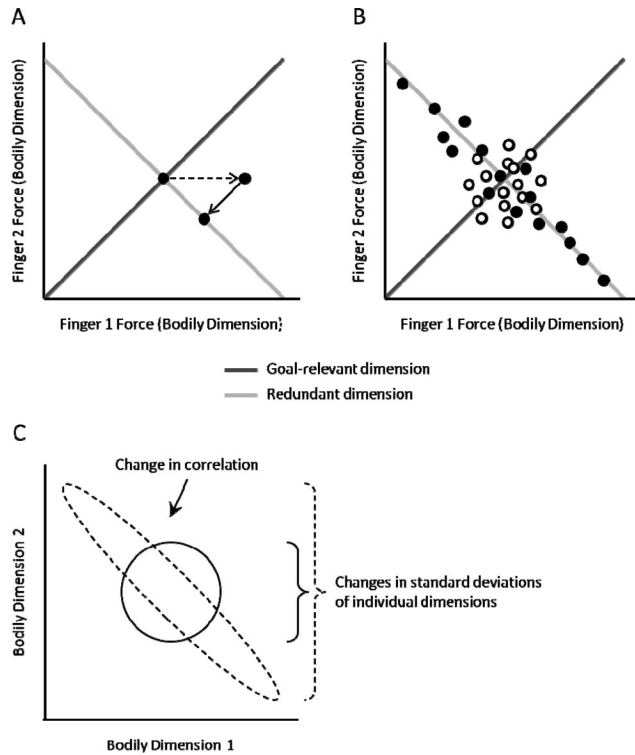 A
B
Finger 2 Force (Bodily Dimension)
Finger 1 Force (Bodily Dimension)
Finger 2 Force (Bodily Dimension)
Finger 1 Force (Bodily Dimension)
Goal-relevant dimension
Redundant dimension
C
Change in correlation
Bodily Dimension 2
Changes in standard deviations
of individual dimensions
Bodily Dimension 1